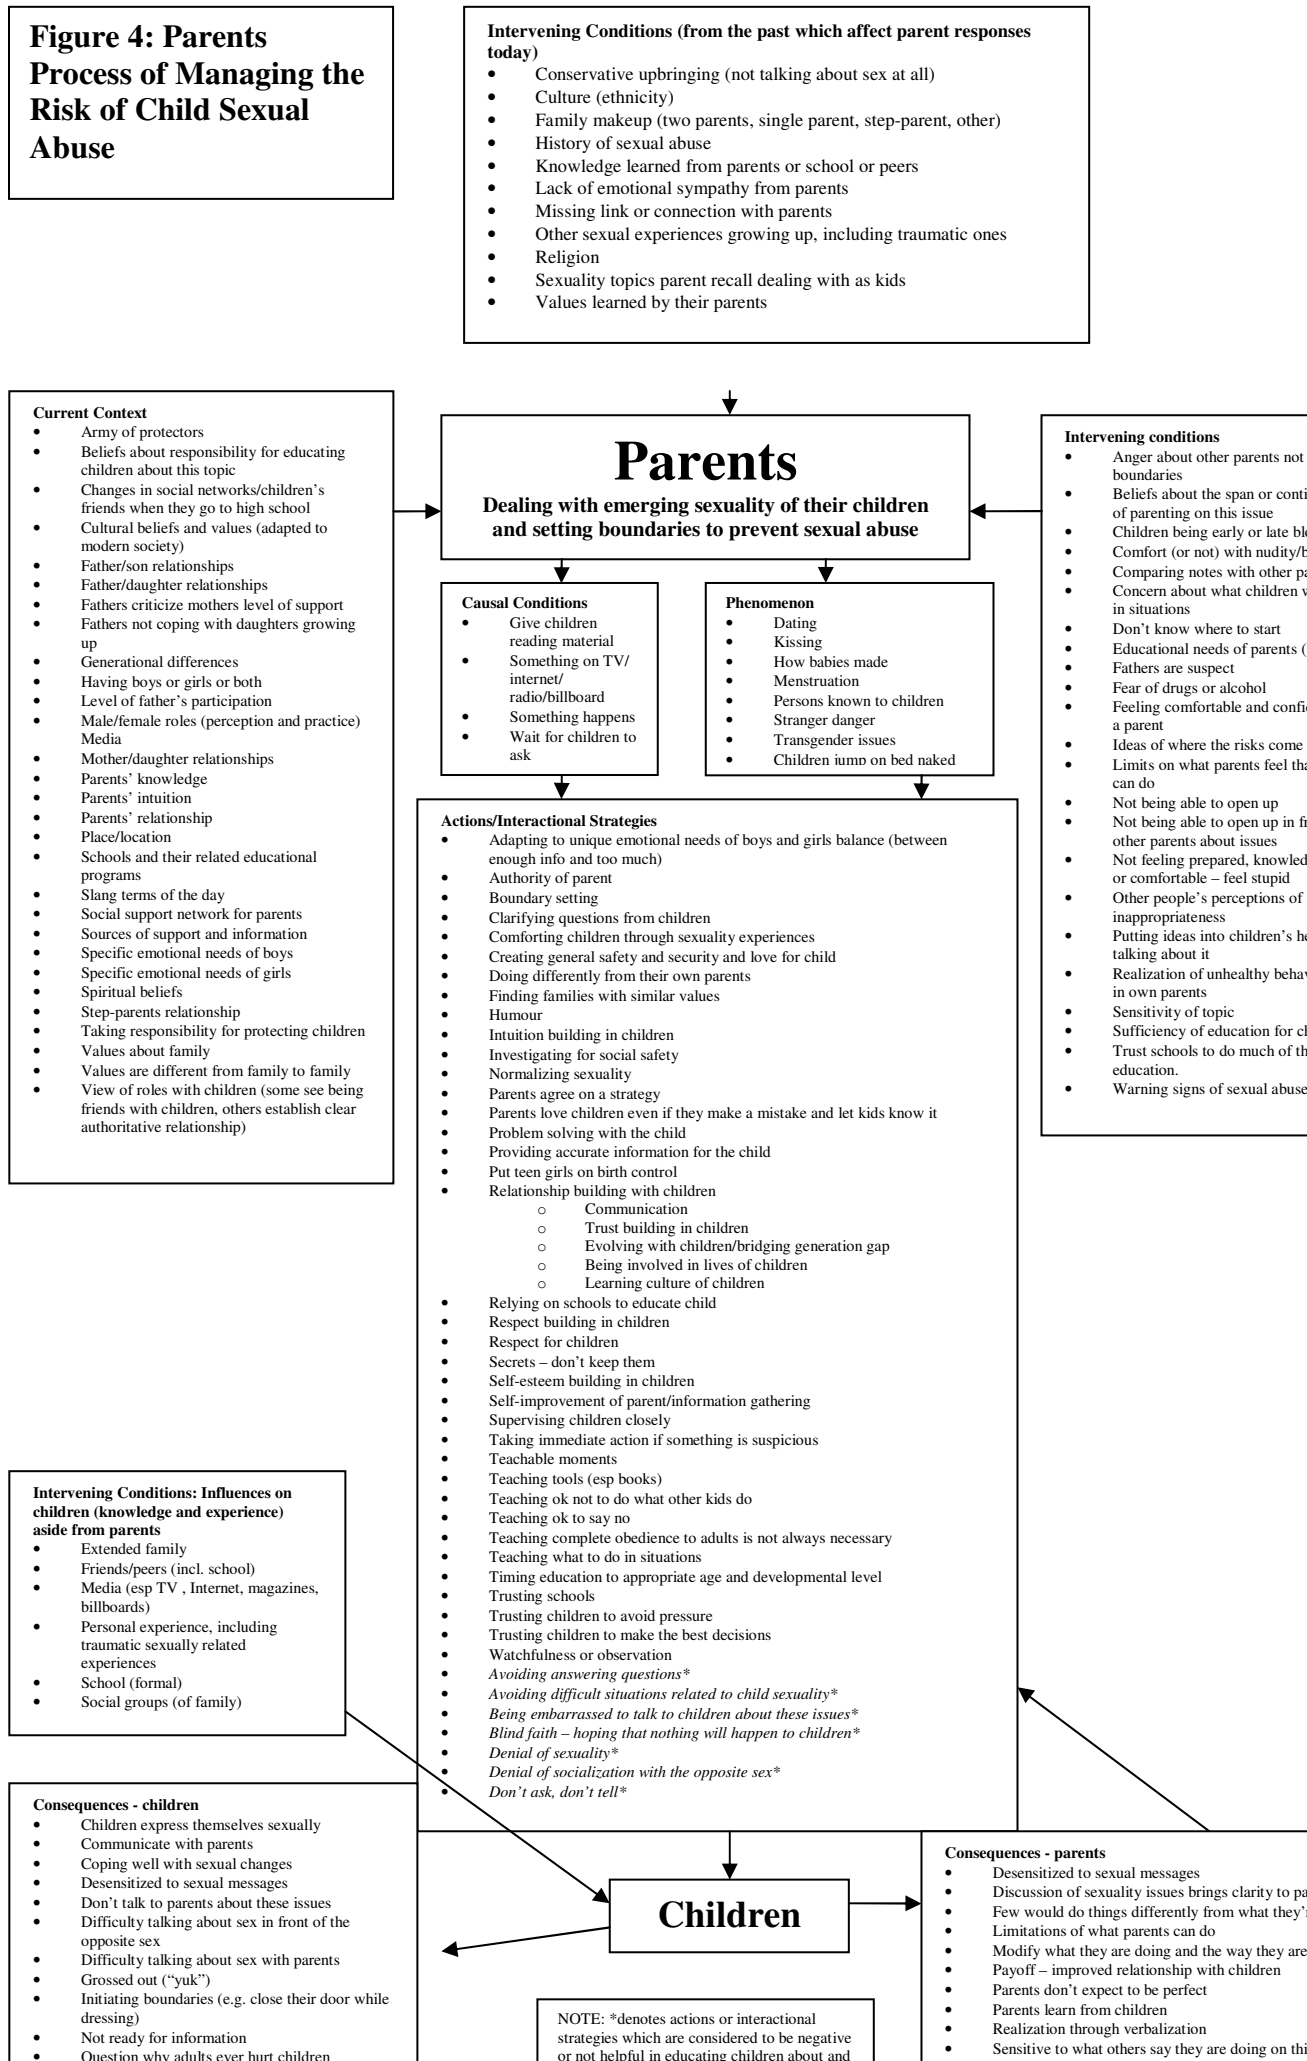 Figure 4: Parents
Process of Managing the
Risk of Child Sexual
Abuse
Intervening Conditions (from the past which affect parent responses
today)
• Conservative upbringing (not talking about sex at all)
• Culture (ethnicity)
• Family makeup (two parents, single parent, step-parent, other)
• History of sexual abuse
• Knowledge learned from parents or school or peers
• Lack of emotional sympathy from parents
• Missing link or connection with parents
• Other sexual experiences growing up, including traumatic ones
• Religion
• Sexuality topics parent recall dealing with as kids
• Values learned by their parents
Current Context
• Army of protectors
• Beliefs about responsibility for educating
children about this topic
• Changes in social networks/children's
friends when they go to high school
• Cultural beliefs and values (adapted to
modern society)
• Father/son relationships
• Father/daughter relationships
• Fathers criticize mothers level of support
• Fathers not coping with daughters growing
up
• Generational differences
• Having boys or girls or both
• Level of father's participation
• Male/female roles (perception and practice)
Media
• Mother/daughter relationships
• Parents' knowledge
• Parents' intuition
• Parents' relationship
• Place/location
• Schools and their related educational
programs
• Slang terms of the day
• Social support network for parents
• Sources of support and information
• Specific emotional needs of boys
• Specific emotional needs of girls
• Spiritual beliefs
• Step-parents relationship
• Taking responsibility for protecting children
• Values about family
• Values are different from family to family
• View of roles with children (some see being
friends with children, others establish clear
authoritative relationship)
Parents
Dealing with emerging sexuality of their children
and setting boundaries to prevent sexual abuse
Intervening conditions
• Anger about other parents not
boundaries
• Beliefs about the span or
of parenting on this issue
• Children being early or late
• Comfort (or not) with
• Comparing notes with other
• Concern about what children
in situations
• Don't know where to start
• Educational needs of parents (
• Fathers are suspect
• Fear of drugs or alcohol
• Feeling comfortable and
a parent
• Ideas of where the risks come
• Limits on what parents feel
can do
• Not being able to open up
• Not being able to open up in
other parents about issues
• Not feeling prepared,
or comfortable – feel stupid
• Other people's perceptions of
inappropriateness
• Putting ideas into children's
talking about it
• Realization of unhealthy
in own parents
• Sensitivity of topic
• Sufficiency of education for
• Trust schools to do much of
education.
• Warning signs of sexual abuse
Causal Conditions
• Give children
reading material
• Something on TV/
internet/
radio/billboard
• Something happens
• Wait for children to
ask
Phenomenon
• Dating
• Kissing
• How babies made
• Menstruation
• Persons known to children
• Stranger danger
• Transgender issues
• Children jump on bed naked
Actions/Interactional Strategies
• Adapting to unique emotional needs of boys and girls balance (between
enough info and too much)
• Authority of parent
• Boundary setting
• Clarifying questions from children
• Comforting children through sexuality experiences
• Creating general safety and security and love for child
• Doing differently from their own parents
• Finding families with similar values
• Humour
• Intuition building in children
• Investigating for social safety
• Normalizing sexuality
• Parents agree on a strategy
• Parents love children even if they make a mistake and let kids know it
• Problem solving with the child
• Providing accurate information for the child
• Put teen girls on birth control
• Relationship building with children
o Communication
o Trust building in children
o Evolving with children/bridging generation gap
o Being involved in lives of children
o Learning culture of children
• Relying on schools to educate child
• Respect building in children
• Respect for children
• Secrets – don't keep them
• Self-esteem building in children
• Self-improvement of parent/information gathering
• Supervising children closely
• Taking immediate action if something is suspicious
• Teachable moments
• Teaching tools (esp books)
• Teaching ok not to do what other kids do
• Teaching ok to say no
• Teaching complete obedience to adults is not always necessary
• Teaching what to do in situations
• Timing education to appropriate age and developmental level
• Trusting schools
• Trusting children to avoid pressure
• Trusting children to make the best decisions
• Watchfulness or observation
• Avoiding answering questions*
• Avoiding difficult situations related to child sexuality*
• Being embarrassed to talk to children about these issues*
• Blind faith – hoping that nothing will happen to children*
• Denial of sexuality*
• Denial of socialization with the opposite sex*
• Don't ask, don't tell*
Intervening Conditions: Influences on
children (knowledge and experience)
aside from parents
• Extended family
• Friends/peers (incl. school)
• Media (esp TV , Internet, magazines,
billboards)
• Personal experience, including
traumatic sexually related
experiences
• School (formal)
• Social groups (of family)
Consequences - children
• Children express themselves sexually
• Communicate with parents
• Coping well with sexual changes
• Desensitized to sexual messages
• Don't talk to parents about these issues
• Difficulty talking about sex in front of the
opposite sex
• Difficulty talking about sex with parents
• Grossed out ("yuk")
• Initiating boundaries (e.g. close their door while
dressing)
• Not ready for information
• Question why adults ever hurt children
Children
NOTE: *denotes actions or interactional
strategies which are considered to be negative
or not helpful in educating children about and
Consequences - parents
• Desensitized to sexual messages
• Discussion of sexuality issues brings clarity to
• Few would do things differently from what
• Limitations of what parents can do
• Modify what they are doing and the way they are
• Payoff – improved relationship with children
• Parents don't expect to be perfect
• Parents learn from children
• Realization through verbalization
• Sensitive to what others say they are doing on